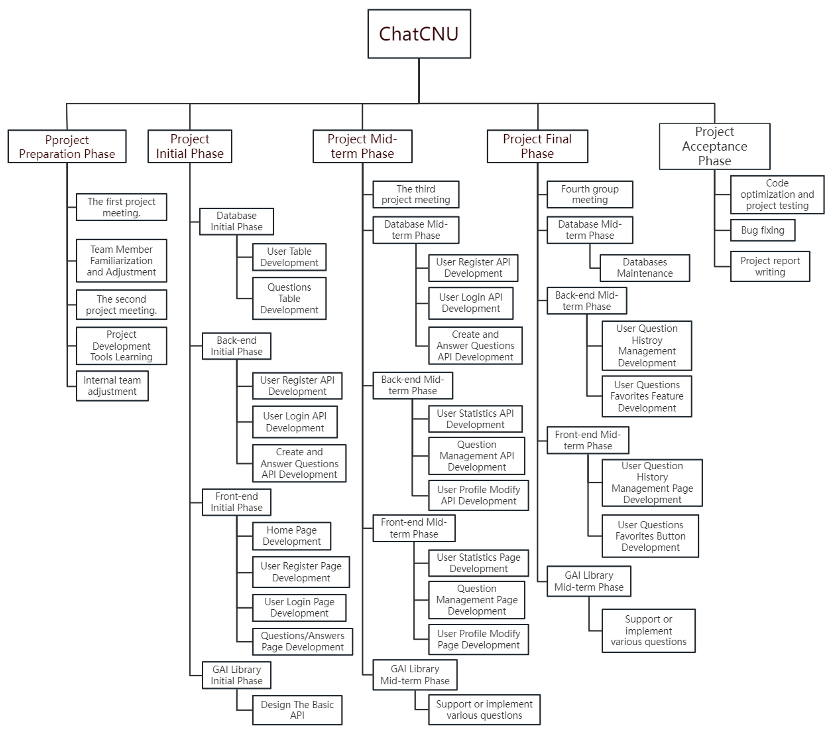 ChatCNU
Pproject
Preparation Phase
The first project
meeting.
Team Member
Familiarization
and Adjustment
The second
project meeting.
Project
Development
Tools Learning
Internal team
adjustment
Project
Initial Phase
Database
Initial Phase
User Table
Development
Questions
Table
Development
Back-end
Initial Phase
User Register API
Development
User Login API
Development
Create and
Answer Questions
API Development
Front-end
Initial Phase
Home Page
Development
User Register Page
Development
User Login Page
Development
Questions/Answers
Page Development
GAI Library
Initial Phase
Design The Basic
API
Project Mid-
term Phase
The third
project meeting
Database Mid-
term Phase
User Register API
Development
User Login API
Development
Create and
Answer Questions
API Development
Back-end Mid-
term Phase
User Statistics API
Development
Question
Management API
Development
User Profile Modify
API Development
Front-end Mid-
term Phase
User Statistics Page
Development
Question
Management Page
Development
User Profile Modify
Page Development
GAI Library
Mid-term Phase
Support or implement
various questions
Project Final
Phase
Fourth group
meeting
Database Mid-
term Phase
Databases
Maintenance
Back-end Mid-
term Phase
User Question
Histroy
Management
Development
User Questions
Favorites Feature
Development
Front-end Mid-
term Phase
User Question
History
Management Page
Development
User Questions
Favorites Button
Development
GAI Library
Mid-term Phase
Support or
implement
various questions
Project
Acceptance
Phase
Code
optimization and
project testing
Bug fixing
Project report
writing